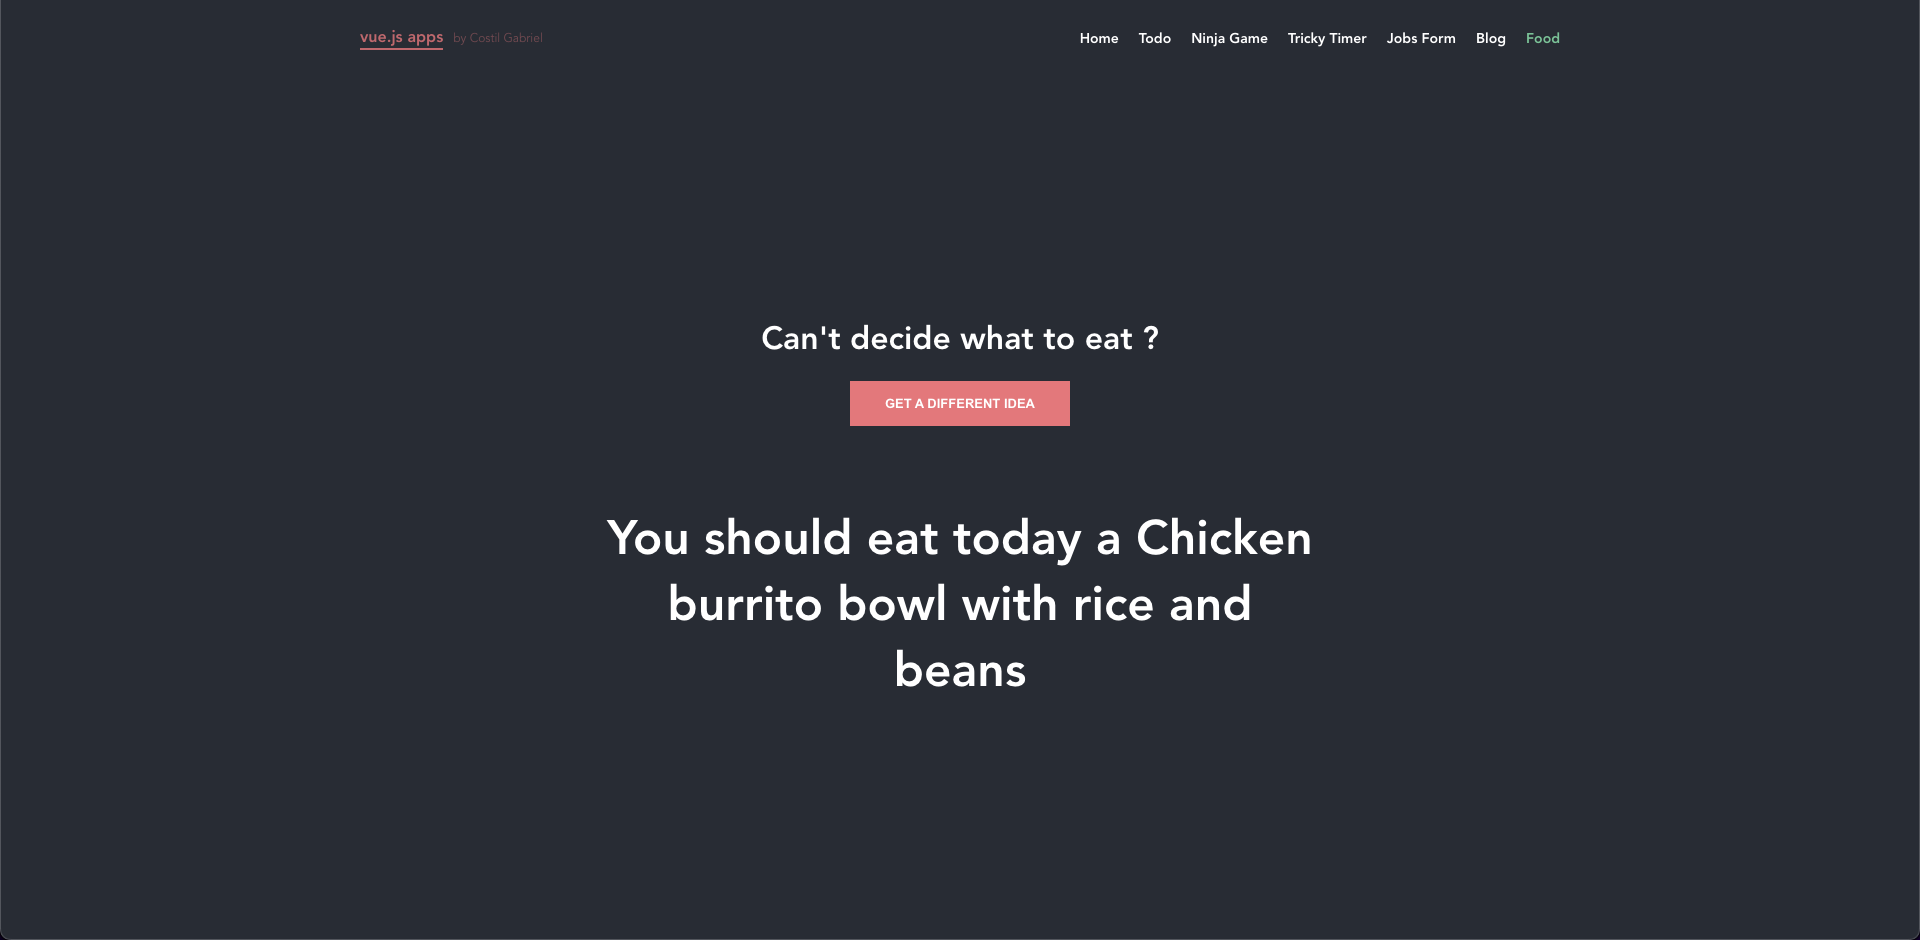 vue.js apps by Costil Gabriel
Home Todo Ninja Game Tricky Timer Jobs Form Blog Food
Can't decide what to eat ?
GET A DIFFERENT IDEA
You should eat today a Chicken
burrito bowl with rice and
beans